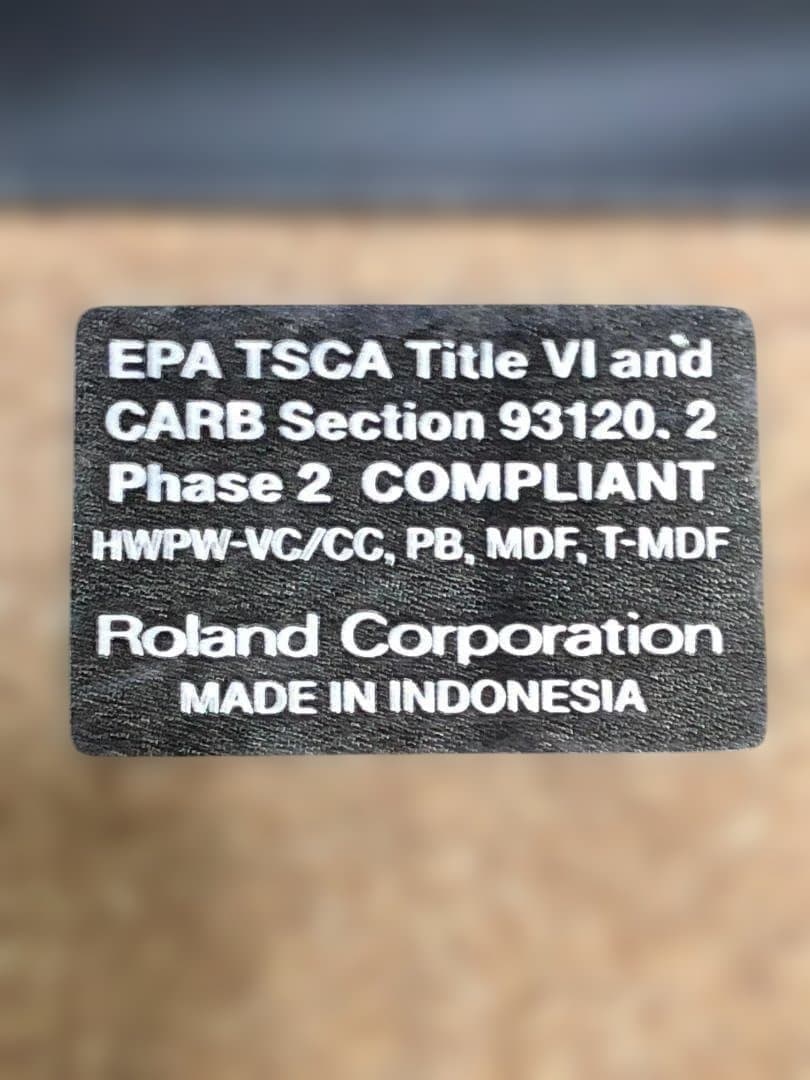 EPA TSCA Title VI and
CARB Section 93120. 2
Phase 2 COMPLIANT
HWPW-VC/CC, PB, MDF, T-MDF
Roland Corporation
MADE IN INDONESIA